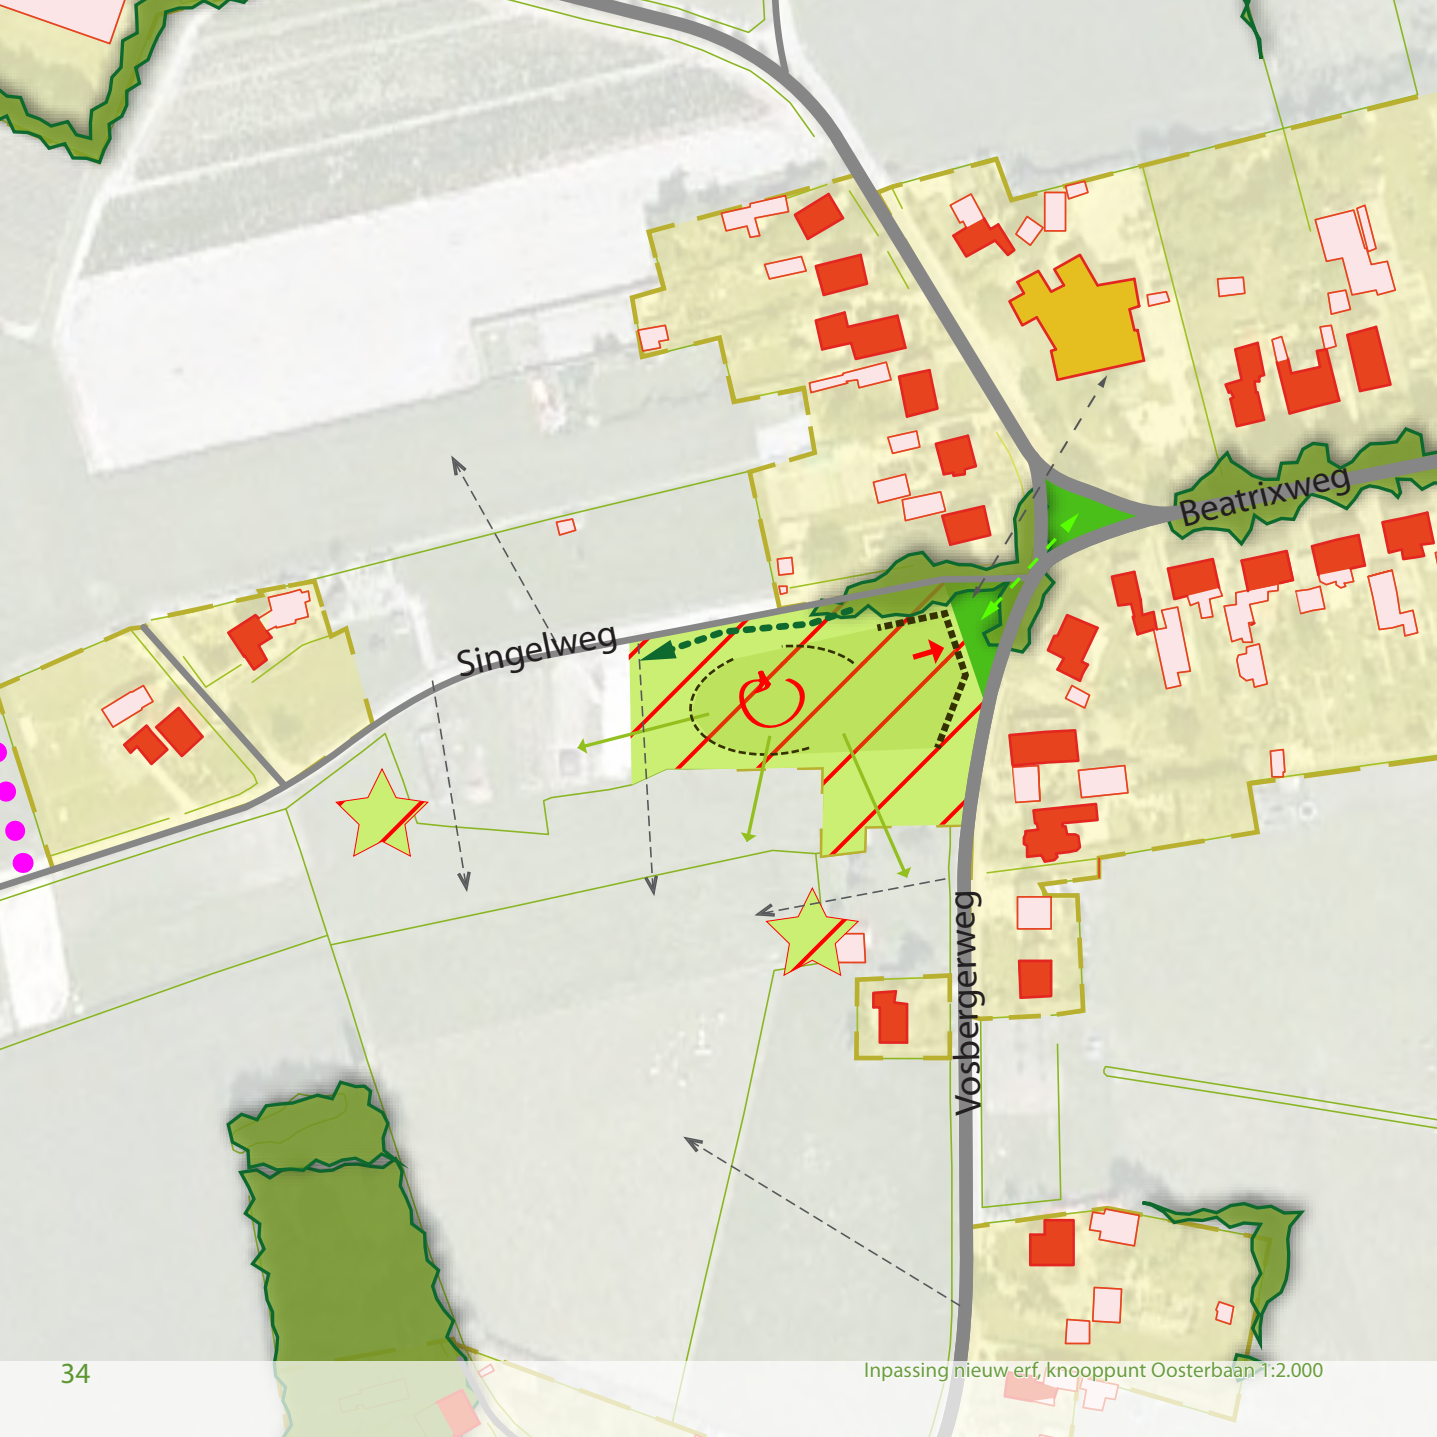 Beatrixweg
Singelweg
Vosbergerweg
34
Inpassing nieuw erf, knooppunt Oosterbaan 1:2.000